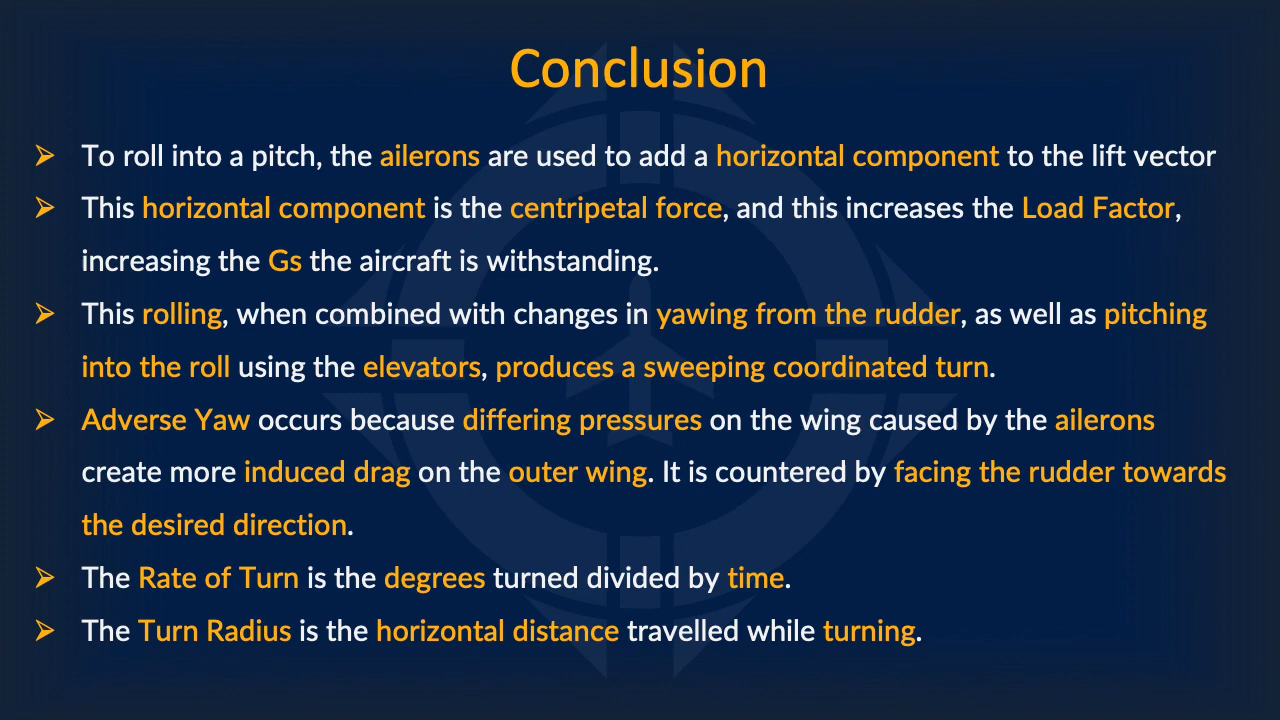 Conclusion
➢ To roll into a pitch, the ailerons are used to add a horizontal component to the lift vector
➢ This horizontal component is the centripetal force, and this increases the Load Factor,
increasing the Gs the aircraft is withstanding.
➢ This rolling, when combined with changes in yawing from the rudder, as well as pitching
into the roll using the elevators, produces a sweeping coordinated turn.
➢ Adverse Yaw occurs because differing pressures on the wing caused by the ailerons
create more induced drag on the outer wing. It is countered by facing the rudder towards
the desired direction.
➢ The Rate of Turn is the degrees turned divided by time.
➢ The Turn Radius is the horizontal distance travelled while turning.